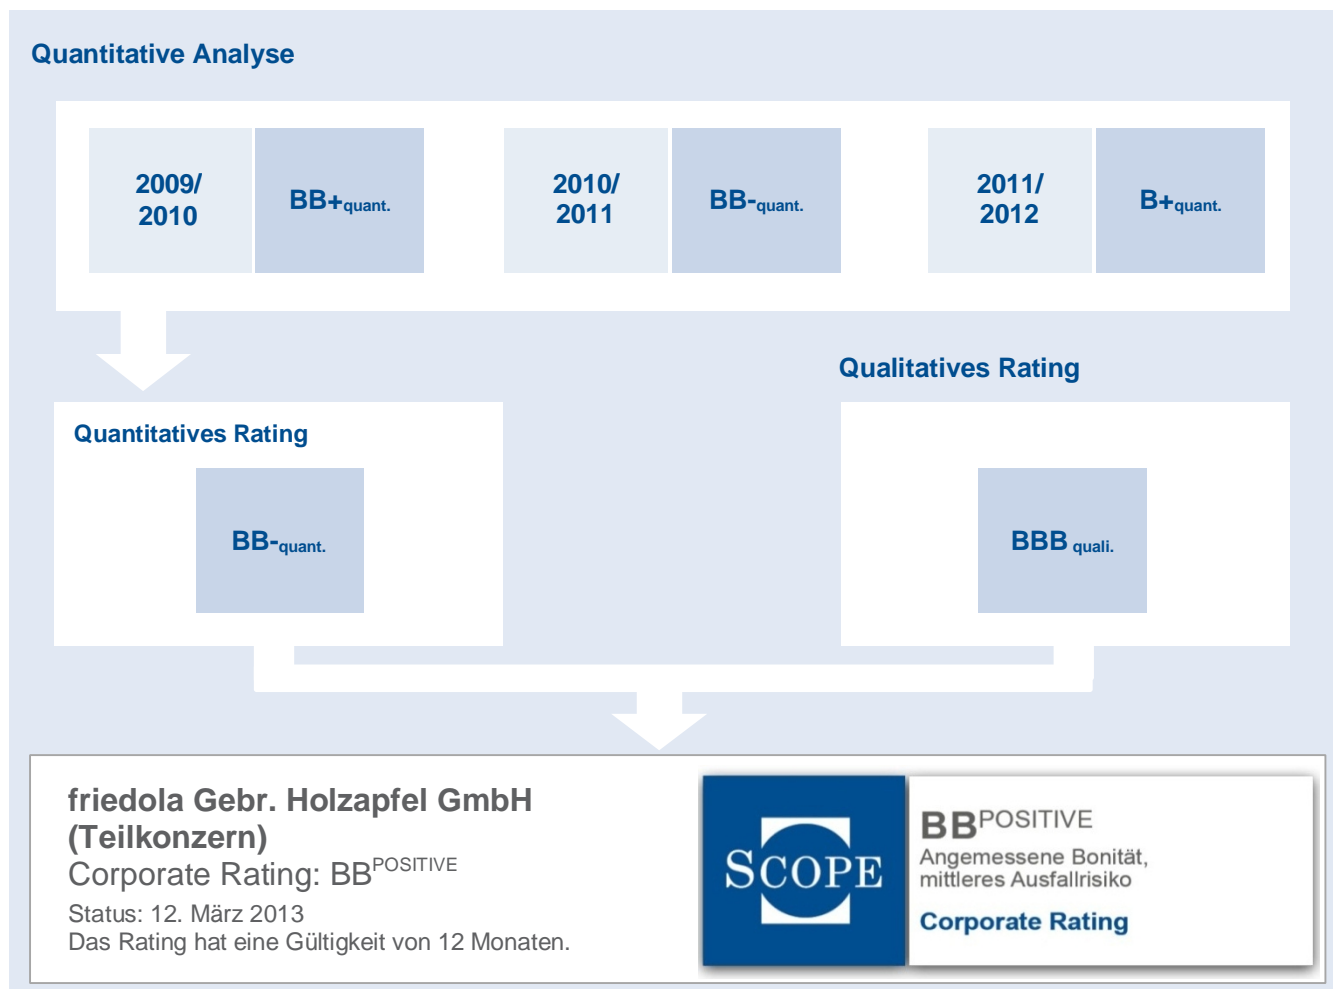 Quantitative Analyse
2009/
2010
BB+quant.
2010/
2011
BB-quant.
2011/
2012
B+quant.
Qualitatives Rating
Quantitatives Rating
BB-quant.
BBB quali.
friedola Gebr. Holzapfel GmbH
(Teilkonzern)
Corporate Rating: BBPOSITIVE
Status: 12. März 2013
Das Rating hat eine Gültigkeit von 12 Monaten.
SCOPE
BBPOSITIVE
Angemessene Bonität,
mittleres Ausfallrisiko
Corporate Rating